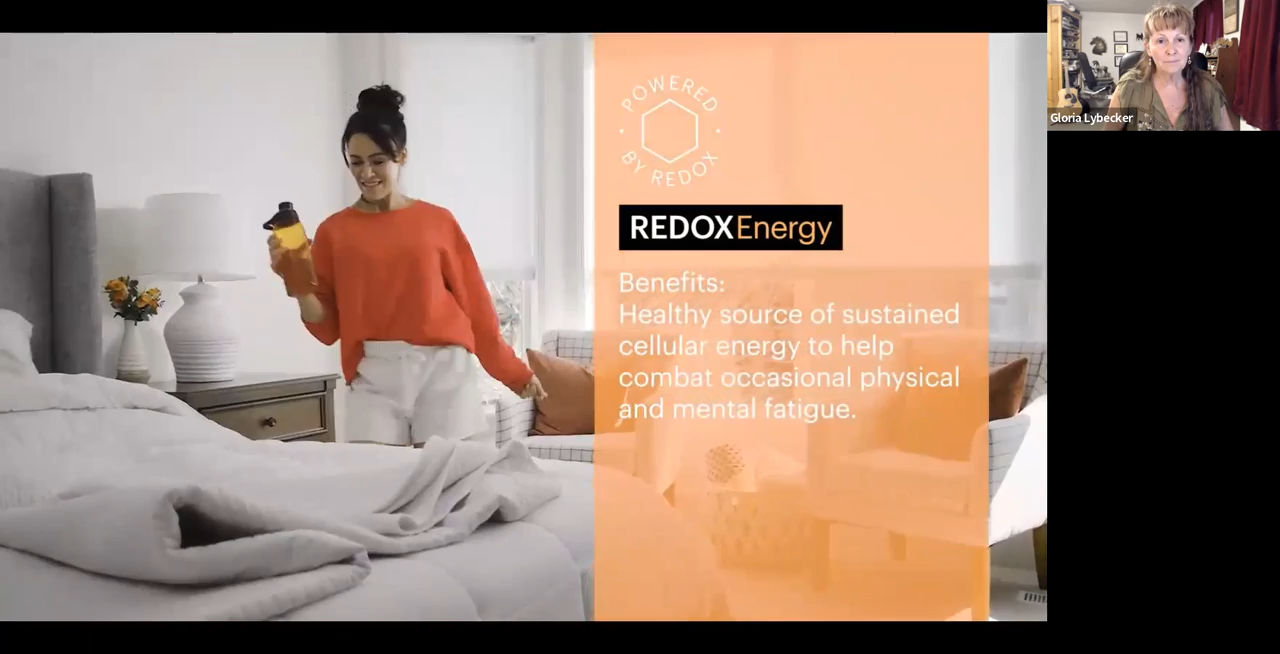 POWERED
BY REDOX
REDOXEnergy
Benefits:
Healthy source of sustained
cellular energy to help
combat occasional physical
and mental fatigue.
Gloria Lybecker